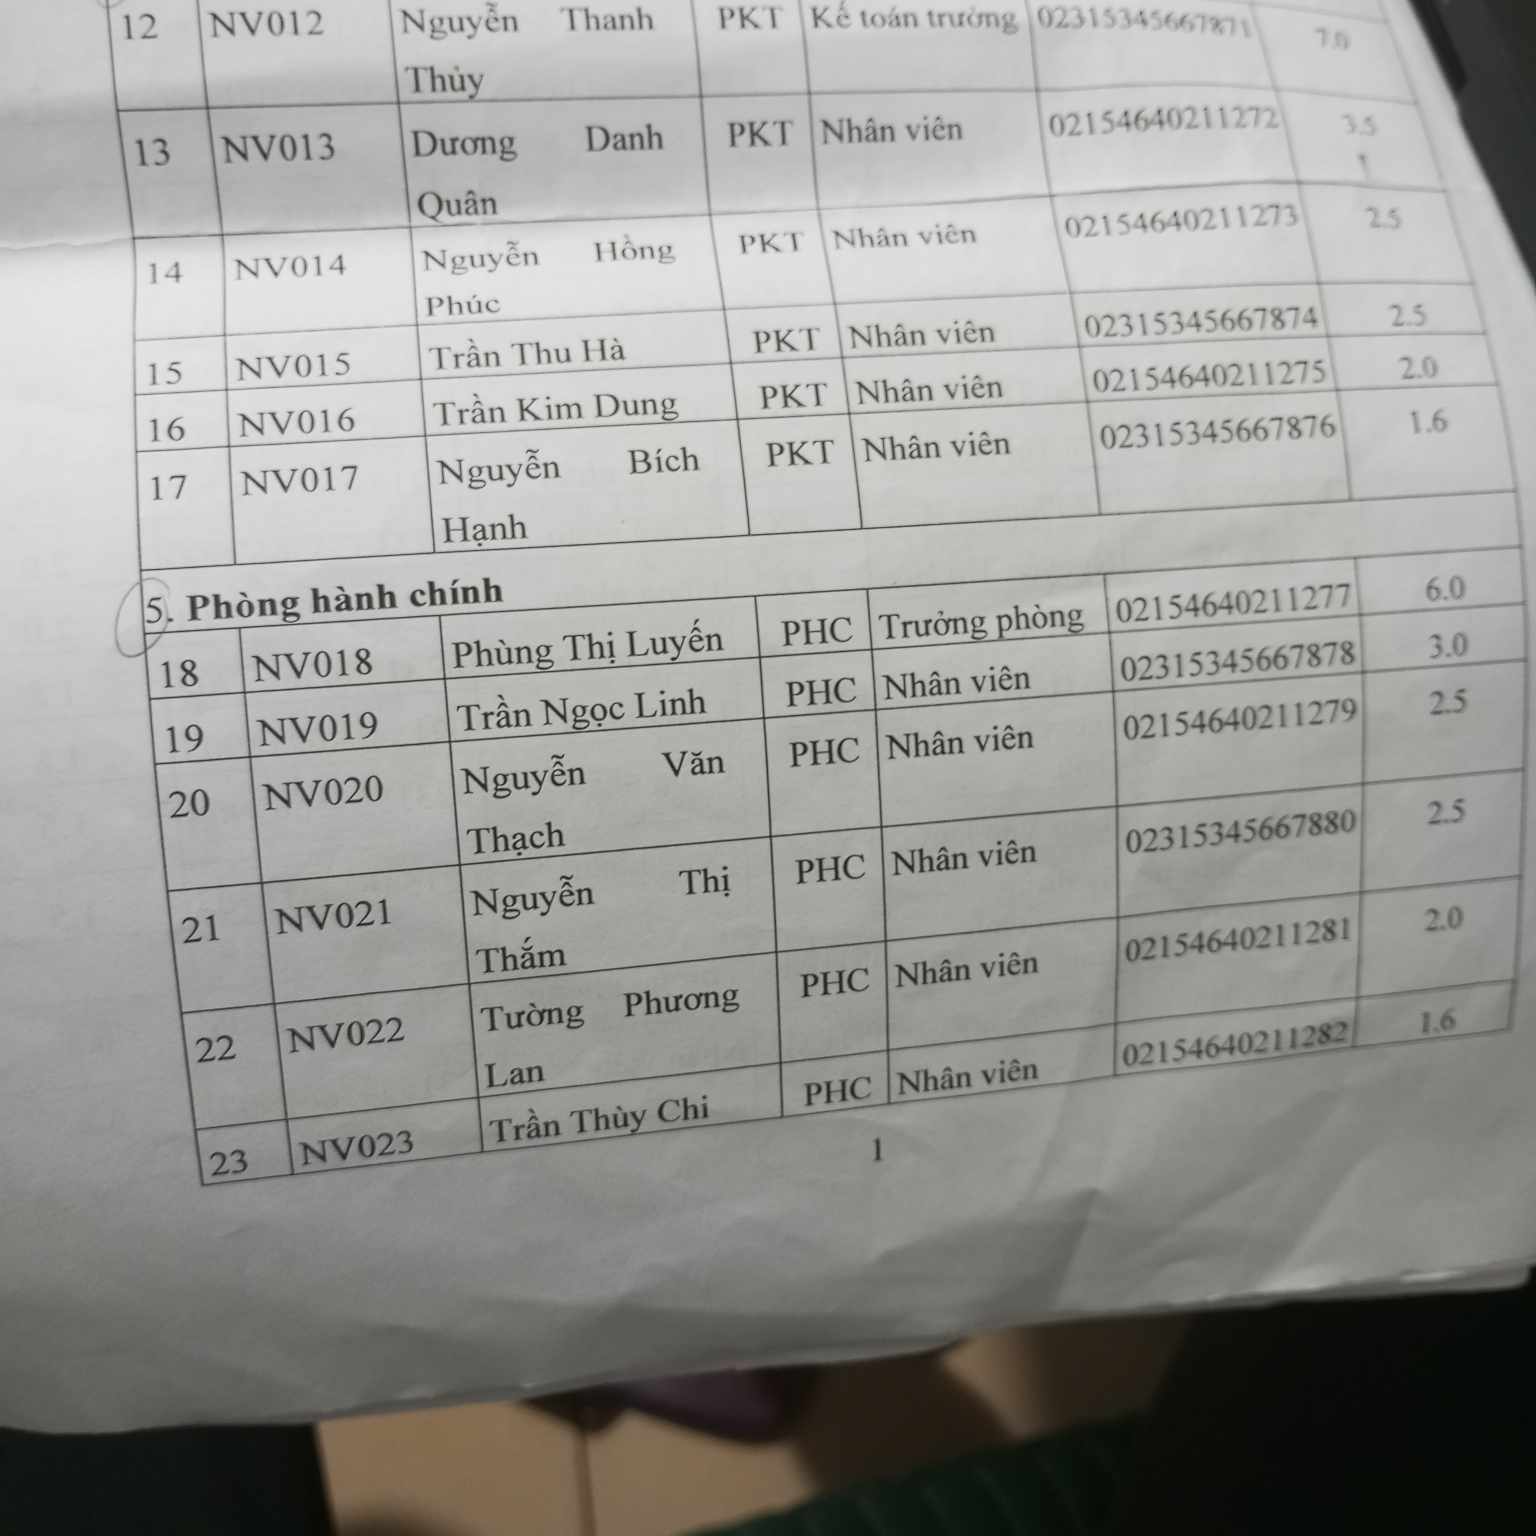 12 NV012 Nguyễn Thanh PKT Kế toán trưởng 02315345667871 7.0
Thủy
13 NV013 Dương Danh PKT Nhân viên 02154640211272 3.5
Quân
14 NV014 Nguyễn Hồng PKT Nhân viên 02154640211273 2.5
Phúc
15 NV015 Trần Thu Hà PKT Nhân viên 02315345667874 2.5
16 NV016 Trần Kim Dung PKT Nhân viên 02154640211275 2.0
17 NV017 Nguyễn Bích PKT Nhân viên 02315345667876 1.6
Hạnh
5. Phòng hành chính
18 NV018 Phùng Thị Luyến PHC Trưởng phòng 02154640211277 6.0
19 NV019 Trần Ngọc Linh PHC Nhân viên 02315345667878 3.0
20 NV020 Nguyễn Văn PHC Nhân viên 02154640211279 2.5
Thạch
21 NV021 Nguyễn Thị PHC Nhân viên 02315345667880 2.5
Thắm
22 NV022 Tường Phương PHC Nhân viên 02154640211281 2.0
Lan
23 NV023 Trần Thùy Chi PHC Nhân viên 02154640211282 1.6
1